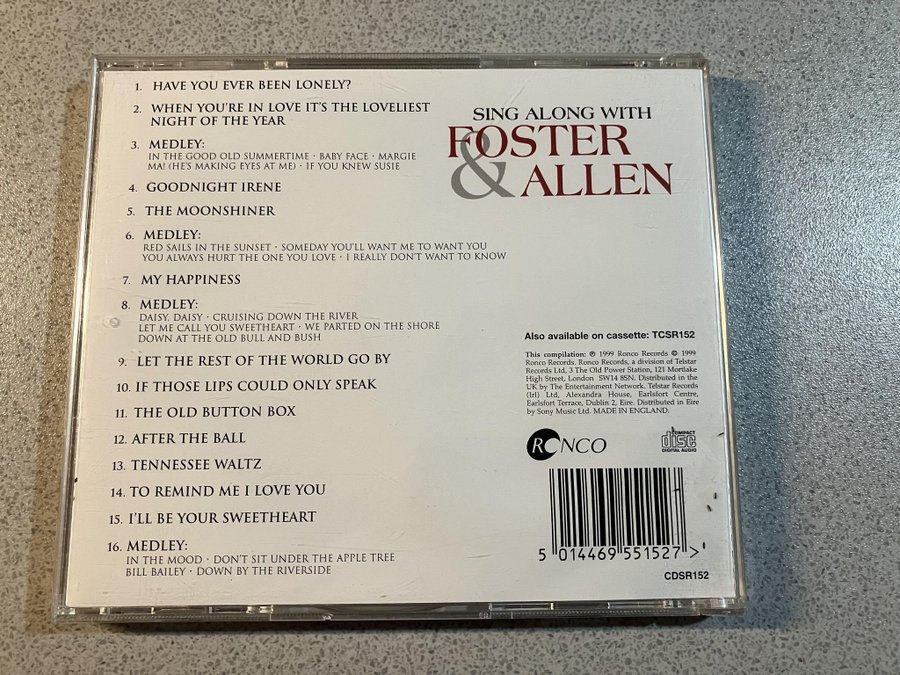 1. HAVE YOU EVER BEEN LONELY?
2. WHEN YOU'RE IN LOVE IT'S THE LOVELIEST
NIGHT OF THE YEAR
3. MEDLEY:
IN THE GOOD OLD SUMMERTIME · BABY FACE · MARGIE
MA! (HE'S MAKING EYES AT ME) · IF YOU KNEW SUSIE
4. GOODNIGHT IRENE
5. THE MOONSHINER
6. MEDLEY:
RED SAILS IN THE SUNSET · SOMEDAY YOU'LL WANT ME TO WANT YOU
YOU ALWAYS HURT THE ONE YOU LOVE · I REALLY DON'T WANT TO KNOW
7. MY HAPPINESS
8. MEDLEY:
DAISY, DAISY · CRUISING DOWN THE RIVER
LET ME CALL YOU SWEETHEART · WE PARTED ON THE SHORE
DOWN AT THE OLD BULL AND BUSH
9. LET THE REST OF THE WORLD GO BY
10. IF THOSE LIPS COULD ONLY SPEAK
11. THE OLD BUTTON BOX
12. AFTER THE BALL
13. TENNESSEE WALTZ
14. TO REMIND ME I LOVE YOU
15. I'LL BE YOUR SWEETHEART
16. MEDLEY:
IN THE MOOD · DON'T SIT UNDER THE APPLE TREE
BILL BAILEY · DOWN BY THE RIVERSIDE
SING ALONG WITH
FOSTER
& ALLEN
Also available on cassette: TCSR152
This compilation: ℗ 1999 Ronco Records © 1999
Ronco Records. Ronco Records, a division of Telstar
Records Ltd, 3 The Old Power Station, 121 Mortlake
High Street, London SW14 8SN. Distributed in the
UK by The Entertainment Network. Telstar Records
(Irl) Ltd, Alexandra House, Earlsfort Centre,
Earlsfort Terrace, Dublin 2, Eire. Distributed in Eire
by Sony Music Ltd. MADE IN ENGLAND.
RONCO
COMPACT
disc
DIGITAL AUDIO
5 014469 551527 >
CDSR152